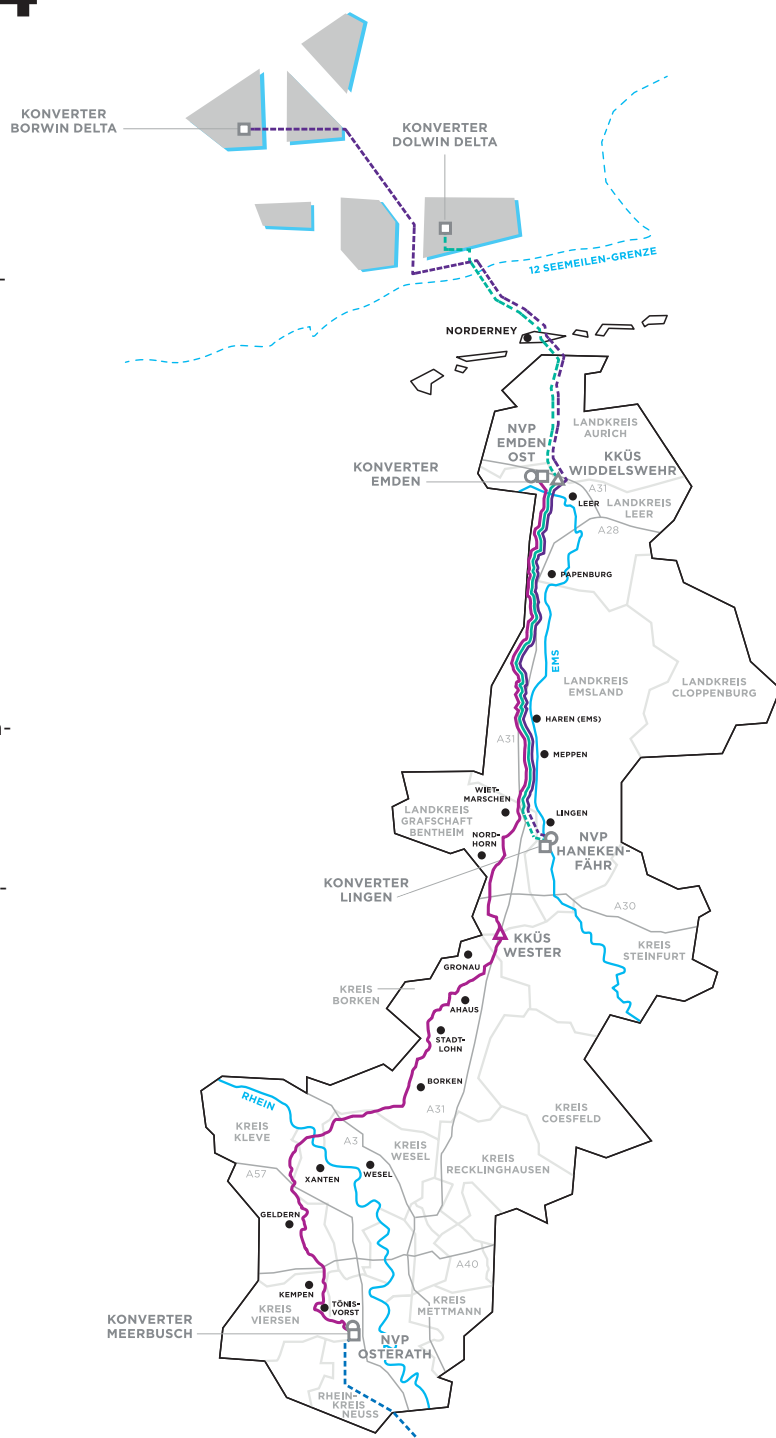 KONVERTER
BORWIN DELTA
KONVERTER
DOLWIN DELTA
12 SEEMEILEN-GRENZE
NORDERNEY
LANDKREIS
AURICH
NVP
EMDEN
OST
KKÜS
WIDDELSWEHR
KONVERTER
EMDEN
A31
LEER
LANDKREIS
LEER
A28
PAPENBURG
EMS
LANDKREIS
EMSLAND
LANDKREIS
CLOPPENBURG
HAREN (EMS)
A31
MEPPEN
WIET-
MARSCHEN
LANDKREIS
GRAFSCHAFT
BENTHEIM
LINGEN
NORD-
HORN
NVP
HANEKEN-
FÄHR
KONVERTER
LINGEN
A30
KKÜS
WESTER
KREIS
STEINFURT
GRONAU
KREIS
BORKEN
AHAUS
STADT-
LOHN
BORKEN
RHEIN
A31
KREIS
COESFELD
KREIS
KLEVE
A3
KREIS
WESEL
KREIS
RECKLINGHAUSEN
A57
XANTEN
WESEL
GELDERN
A40
KEMPEN
TÖNIS-
VORST
KREIS
VIERSEN
KREIS
METTMANN
KONVERTER
MEERBUSCH
NVP
OSTERATH
RHEIN-
KREIS
NEUSS